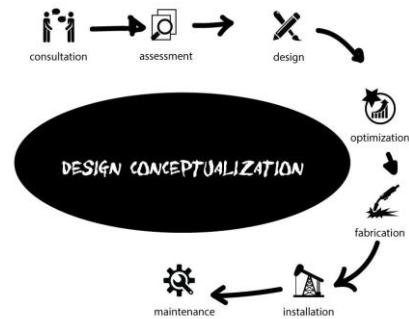 consultation
assessment
design
optimization
DESIGN CONCEPTUALIZATION
fabrication
installation
maintenance